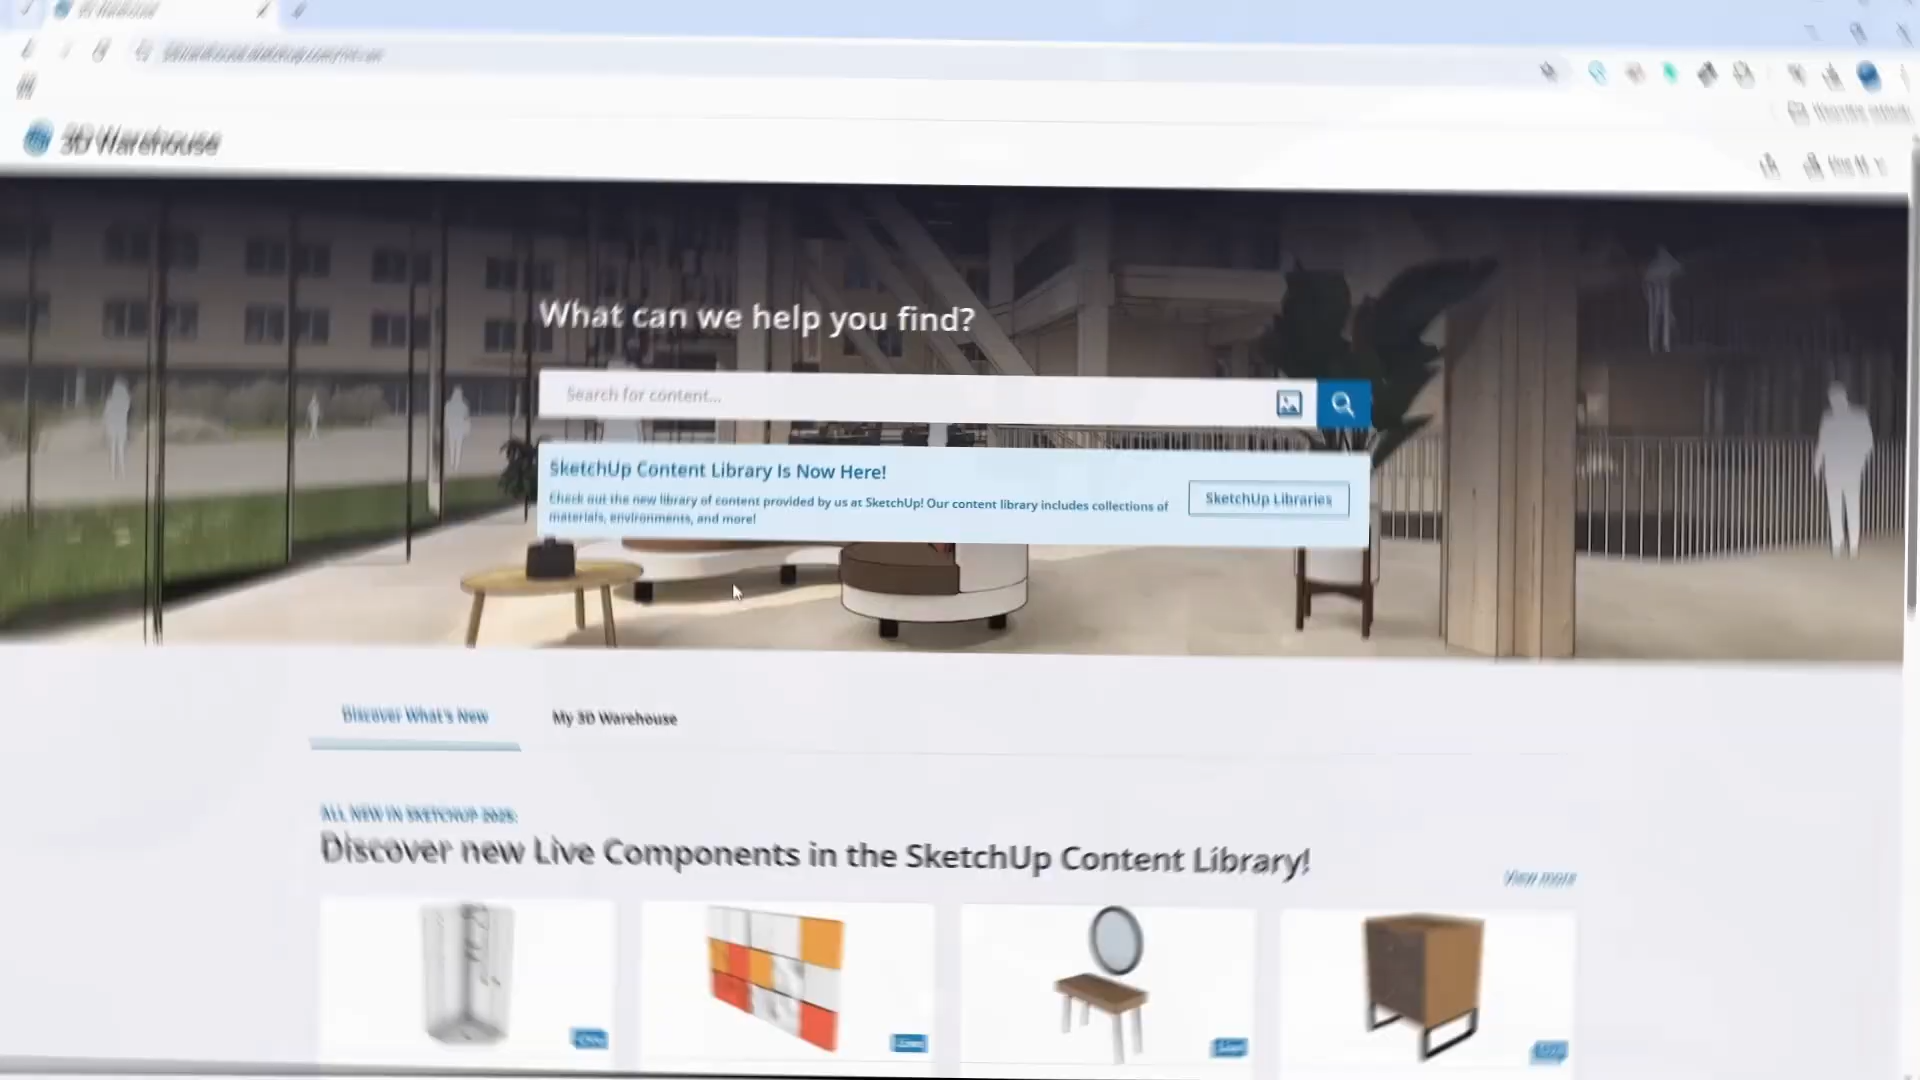 3D Warehouse
3D Warehouse
What can we help you find?
Search for content...
SketchUp Content Library Is Now Here!
Check out the new library of content provided by us at SketchUp! Our content library includes collections of
materials, environments, and more!
SketchUp Libraries
Discover What's New
My 3D Warehouse
ALL NEW IN SKETCHUP 2025:
Discover new Live Components in the SketchUp Content Library!
View more